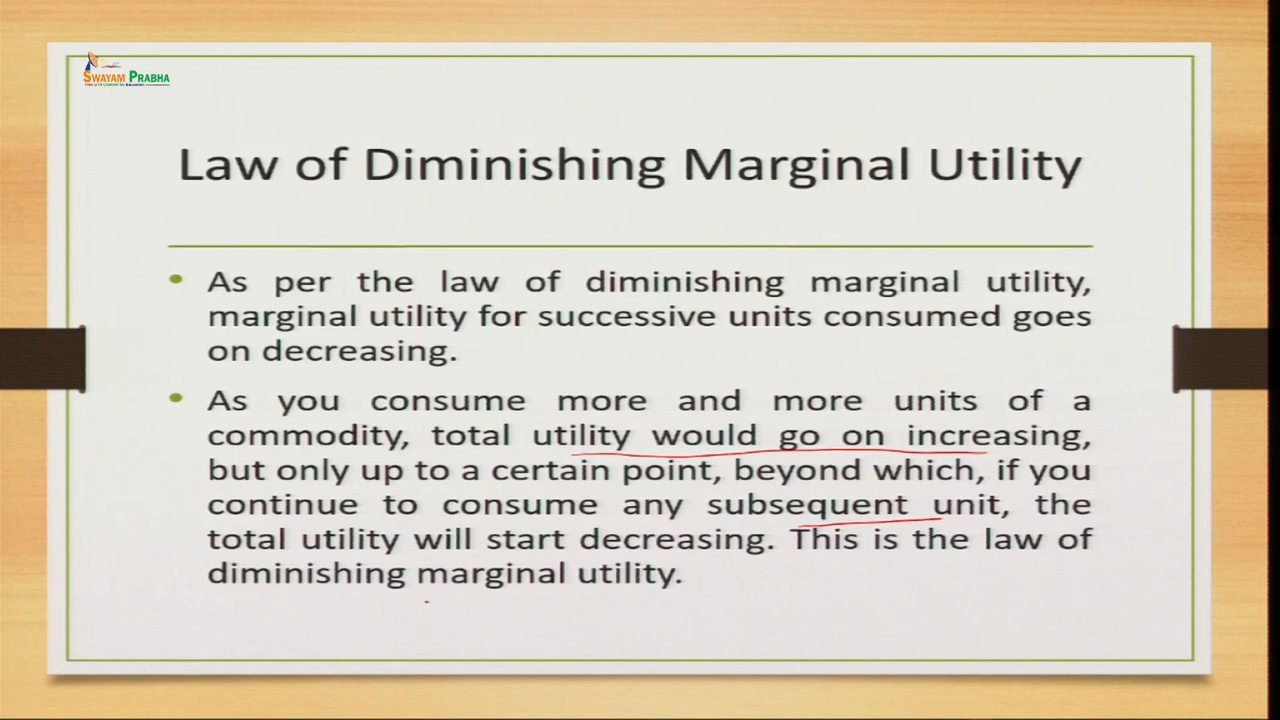 SWAYAM PRABHA
Law of Diminishing Marginal Utility
• As per the law of diminishing marginal utility,
marginal utility for successive units consumed goes
on decreasing.
• As you consume more and more units of a
commodity, total utility would go on increasing,
but only up to a certain point, beyond which, if you
continue to consume any subsequent unit, the
total utility will start decreasing. This is the law of
diminishing marginal utility.